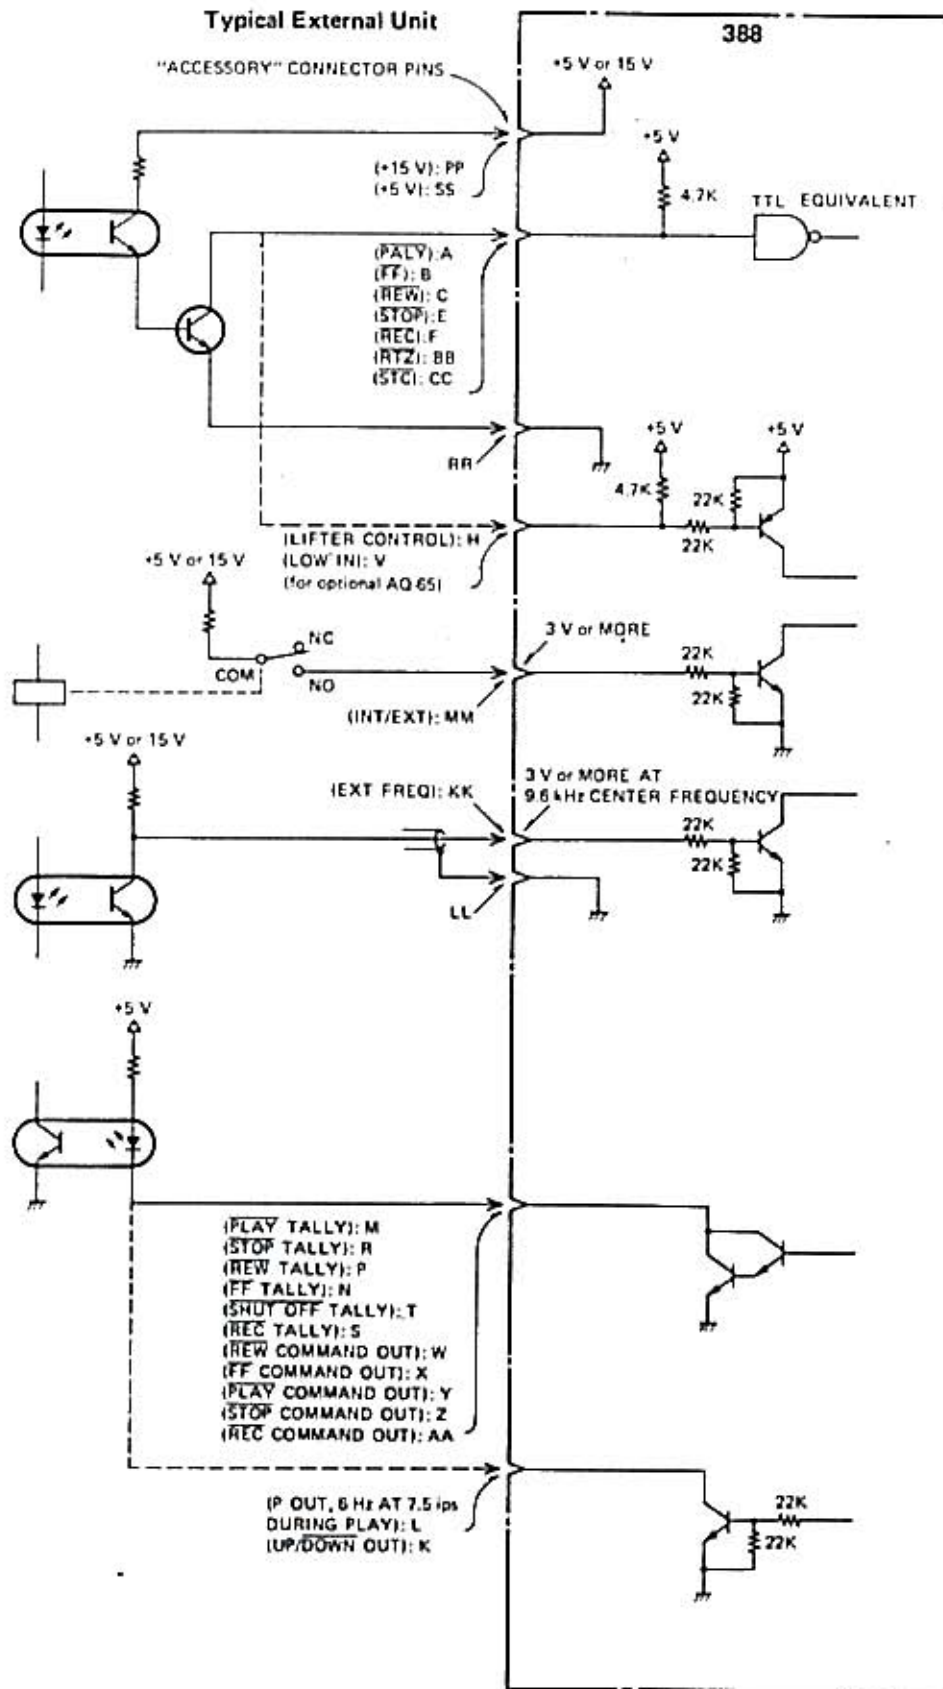 Typical External Unit
388
"ACCESSORY" CONNECTOR PINS
+5 V or 15 V
(+15 V): PP
(+5 V): SS
+5 V
4.7K
TTL EQUIVALENT
(PALY): A
(FF): B
(REW): C
(STOP): E
(REC): F
(RTZ): BB
(STC): CC
RR
+5 V
+5 V
4.7K
22K
22K
(LIFTER CONTROL): H
(LOW IN): V
(for optional AQ-65)
+5 V or 15 V
NC
COM
NO
3 V or MORE
22K
22K
(INT/EXT): MM
+5 V or 15 V
(EXT FREQ): KK
3 V or MORE AT
9.6 kHz CENTER FREQUENCY
22K
22K
LL
+5 V
(PLAY TALLY): M
(STOP TALLY): R
(REW TALLY): P
(FF TALLY): N
(SHUT OFF TALLY): T
(REC TALLY): S
(REW COMMAND OUT): W
(FF COMMAND OUT): X
(PLAY COMMAND OUT): Y
(STOP COMMAND OUT): Z
(REC COMMAND OUT): AA
(P OUT, 6 Hz AT 7.5 ips
DURING PLAY): L
(UP/DOWN OUT): K
22K
22K